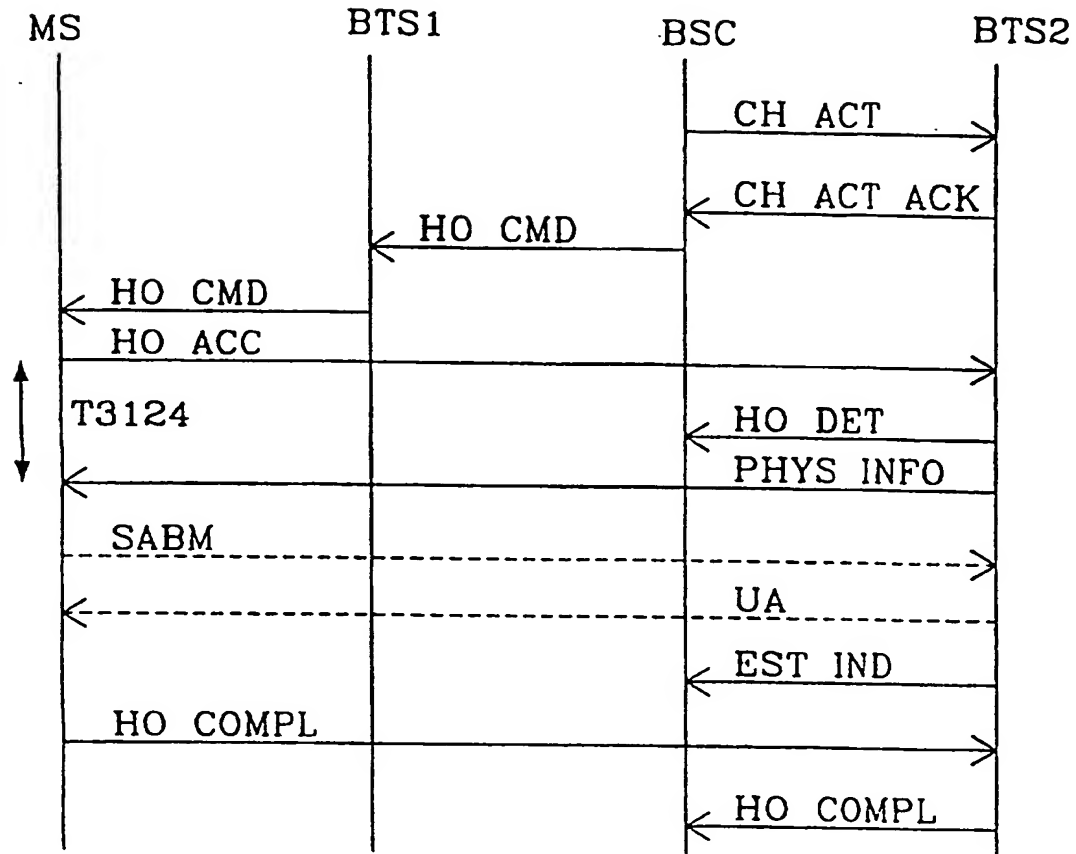 MS BTS1 BSC BTS2
CH ACT
CH ACT ACK
HO CMD
HO CMD
HO ACC
T3124
HO DET
PHYS INFO
SABM
UA
EST IND
HO COMPL
HO COMPL